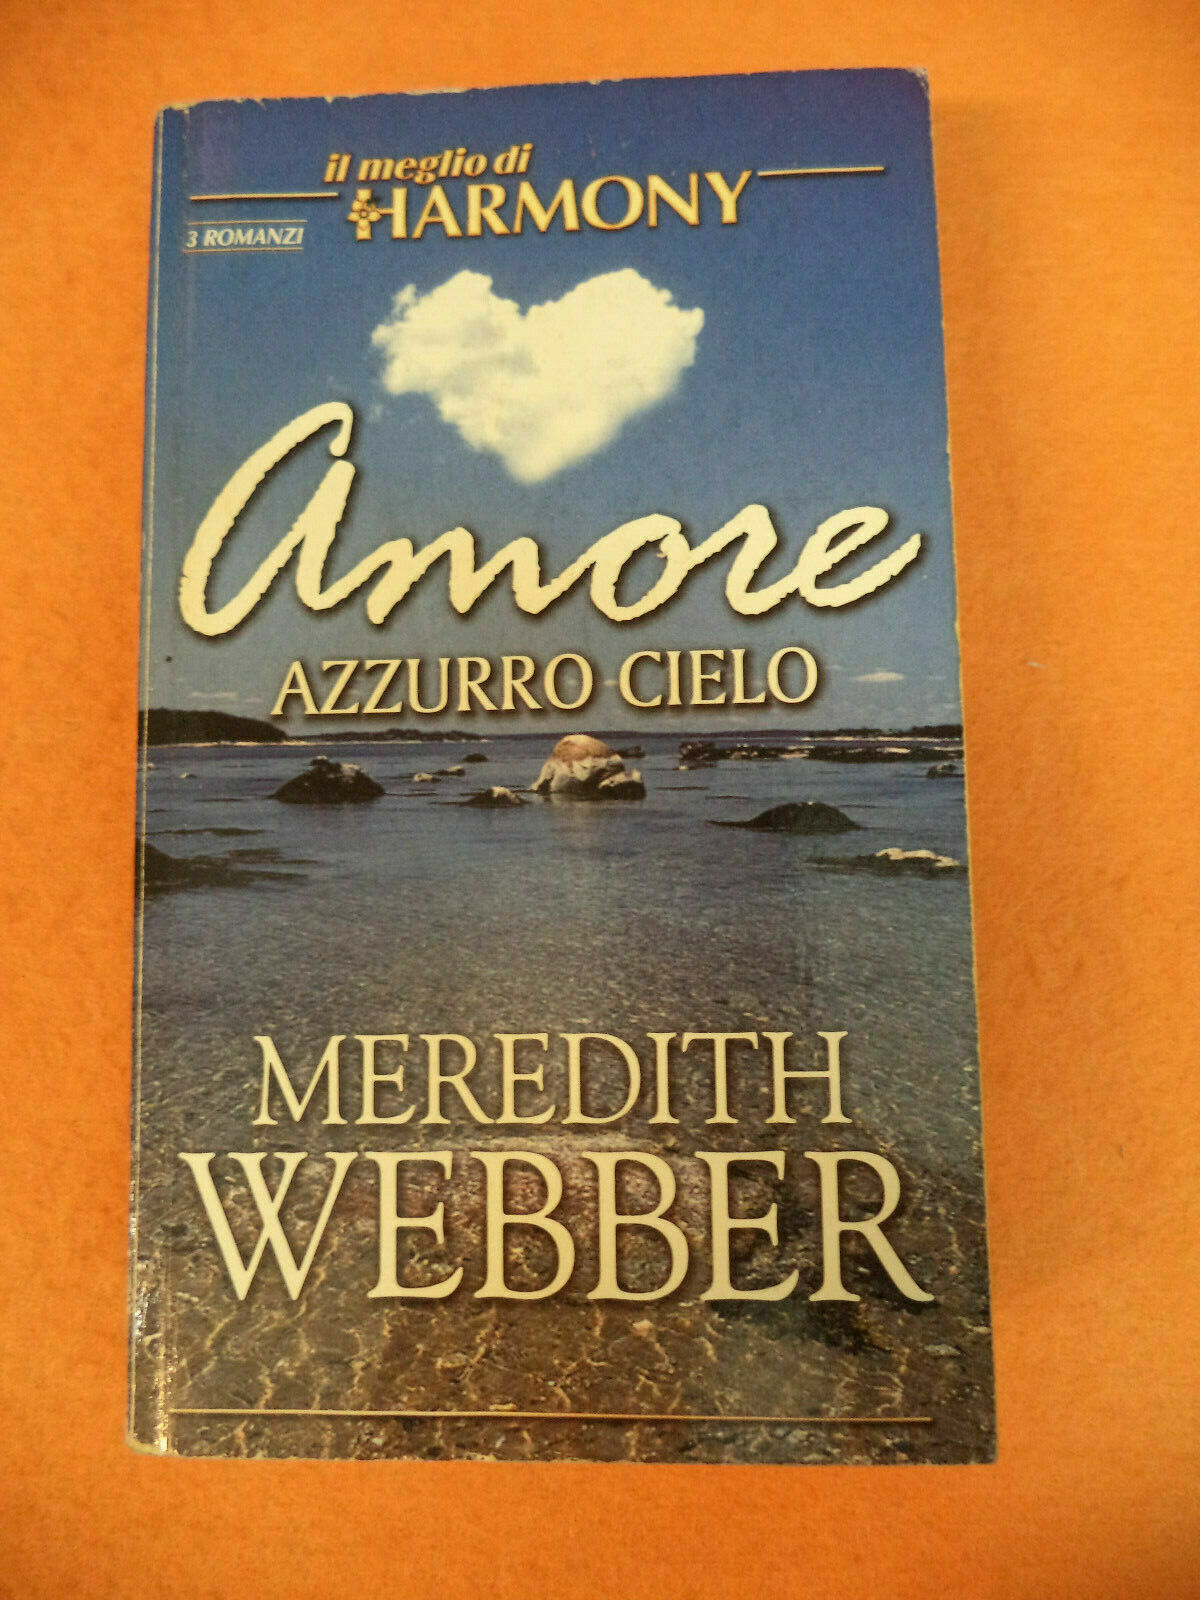 il meglio di
HARMONY
3 ROMANZI
Amore
AZZURRO CIELO
MEREDITH
WEBBER